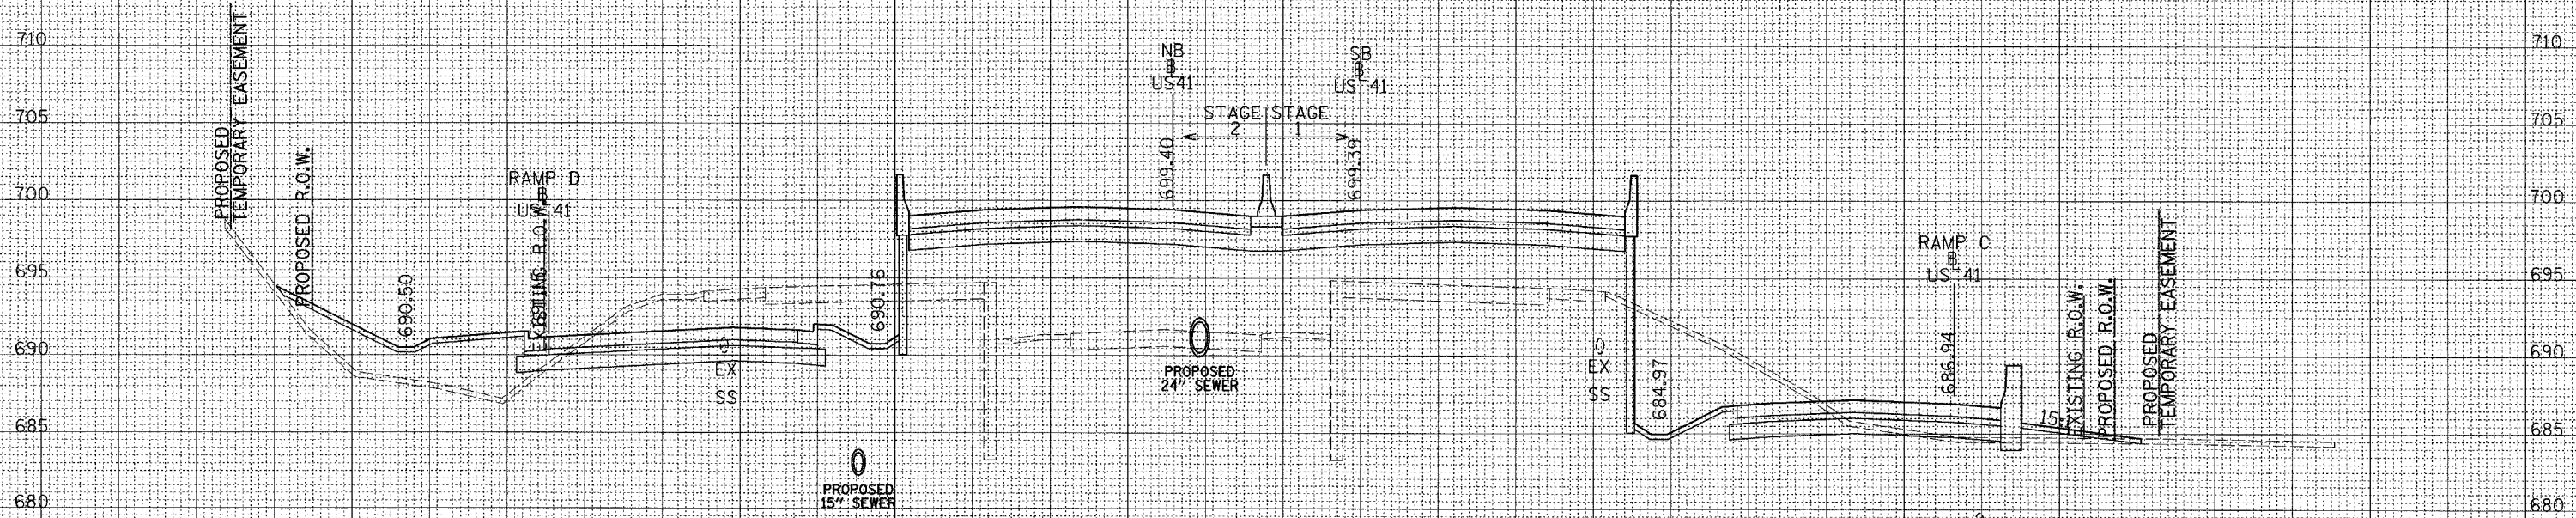 710
705
700
695
690
685
680
PROPOSED
TEMPORARY EASEMENT
PROPOSED R.O.W.
690.50
RAMP D
B
US 41
EXISTING R.O.W.
EX
SS
PROPOSED
15" SEWER
690.76
NB
B
US41
699.40
STAGE STAGE
2 1
SB
B
US 41
699.39
PROPOSED
24" SEWER
EX
SS
684.97
RAMP C
B
US 41
686.94
15:1
EXISTING R.O.W.
PROPOSED R.O.W.
PROPOSED
TEMPORARY EASEMENT
710
705
700
695
690
685
680